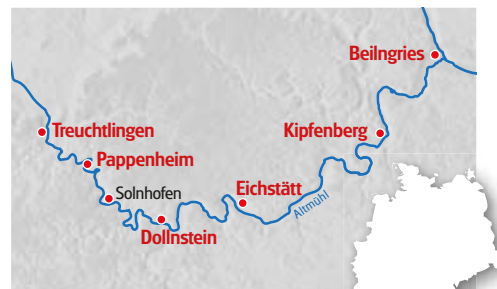 Beilngries
Treuchtlingen
Kipfenberg
Pappenheim
Solnhofen
Eichstätt
Altmühl
Dollnstein